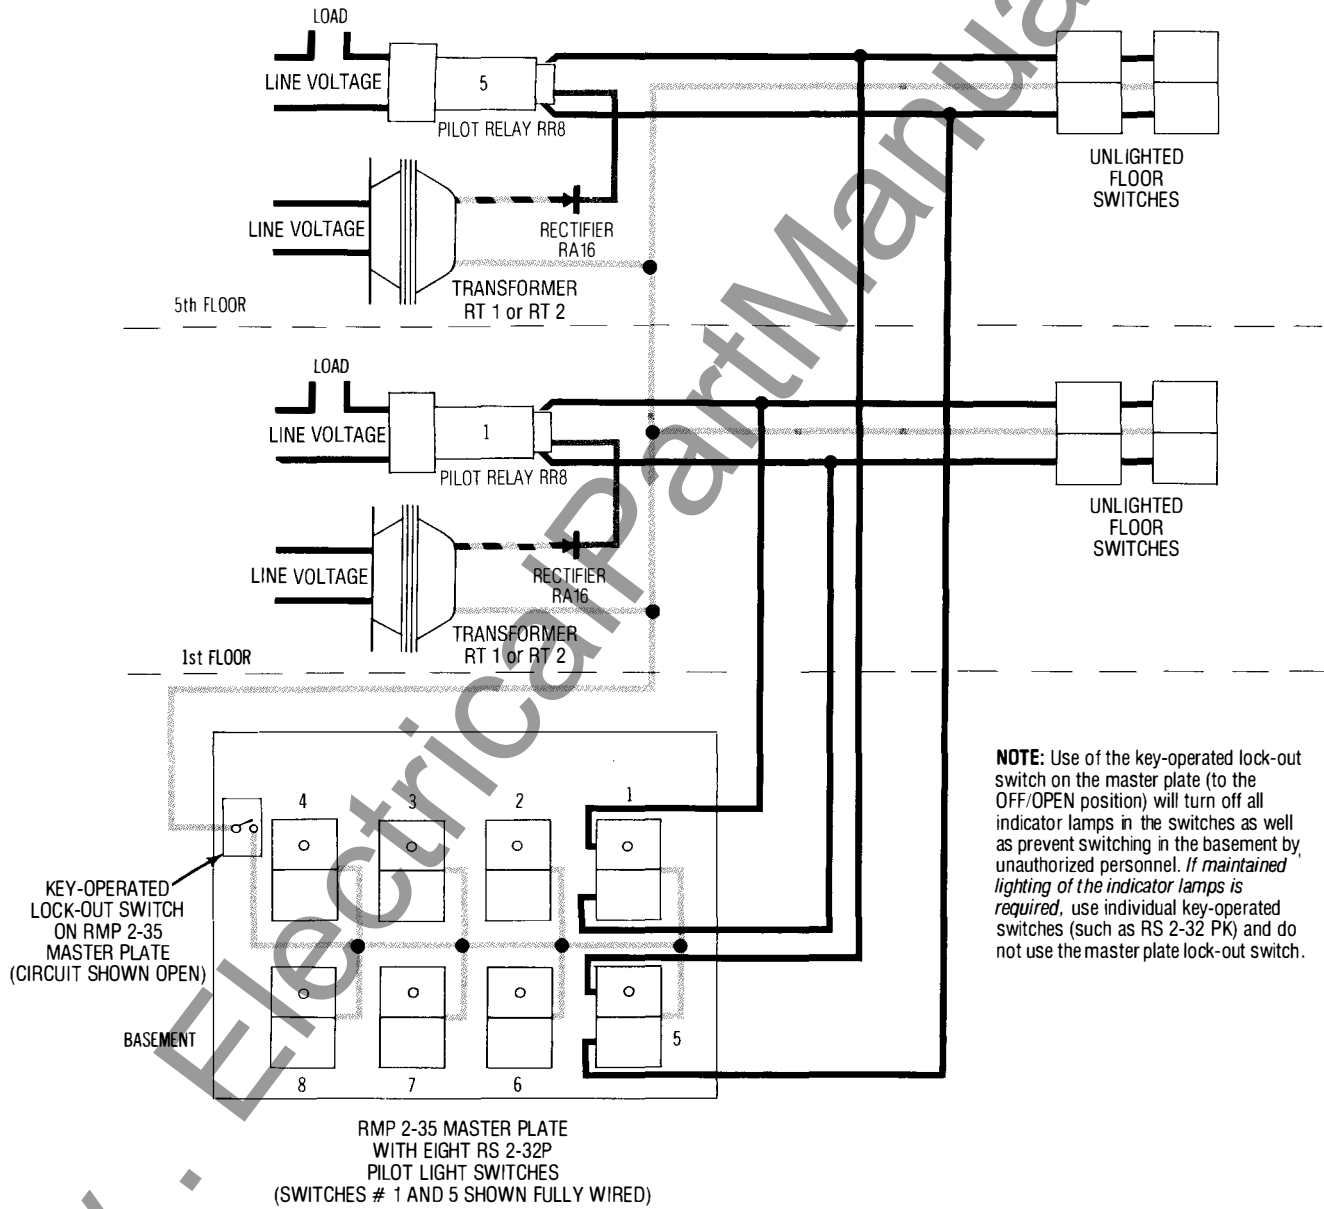 LOAD
LINE VOLTAGE
5
PILOT RELAY RR8
UNLIGHTED
FLOOR
SWITCHES
LINE VOLTAGE
RECTIFIER
RA16
TRANSFORMER
RT 1 or RT 2
5th FLOOR
LOAD
LINE VOLTAGE
1
PILOT RELAY RR8
UNLIGHTED
FLOOR
SWITCHES
LINE VOLTAGE
RECTIFIER
RA16
TRANSFORMER
RT 1 or RT 2
1st FLOOR
4 3 2 1
KEY-OPERATED
LOCK-OUT SWITCH
ON RMP 2-35
MASTER PLATE
(CIRCUIT SHOWN OPEN)
BASEMENT
5
8 7 6
RMP 2-35 MASTER PLATE
WITH EIGHT RS 2-32P
PILOT LIGHT SWITCHES
(SWITCHES # 1 AND 5 SHOWN FULLY WIRED)
NOTE: Use of the key-operated lock-out
switch on the master plate (to the
OFF/OPEN position) will turn off all
indicator lamps in the switches as well
as prevent switching in the basement by
unauthorized personnel. If maintained
lighting of the indicator lamps is
required, use individual key-operated
switches (such as RS 2-32 PK) and do
not use the master plate lock-out switch.
. ElectricalPartManua